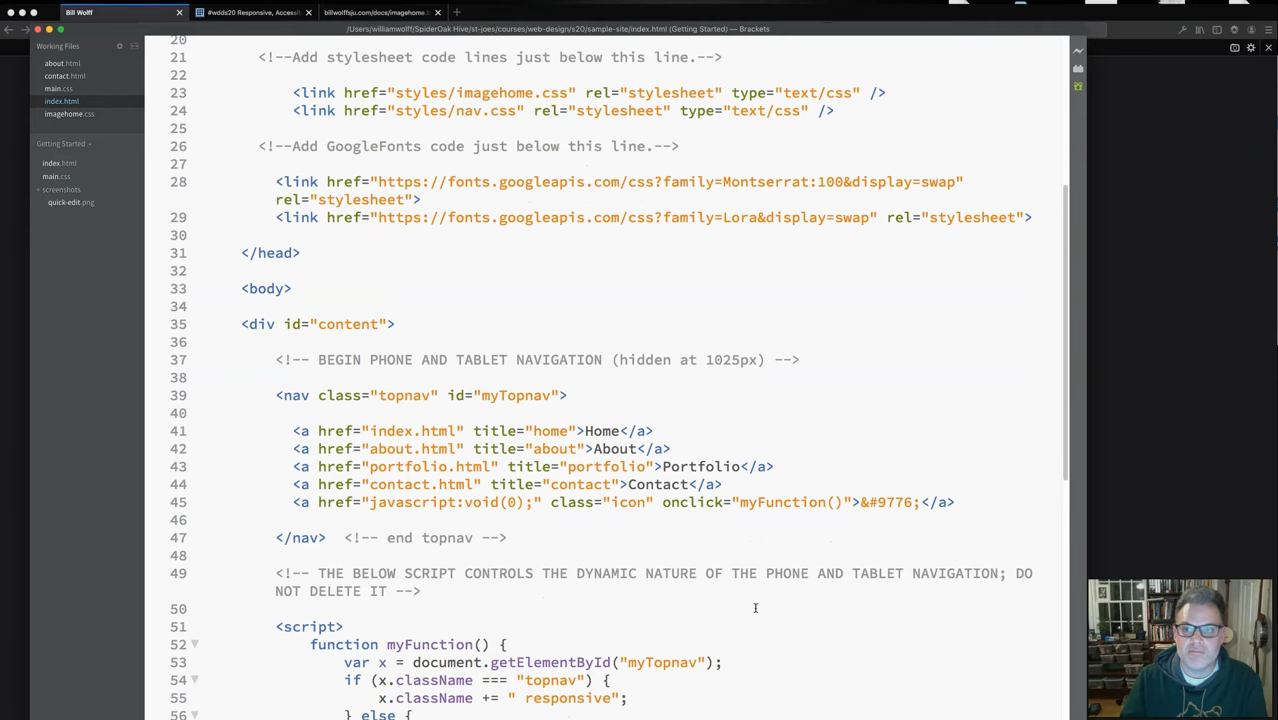 Bill Wolff
#wdds20 Responsive, Accessi
billwolffsju.com/docs/imagehome.
/Users/williamwolff/SpiderOak Hive/st-joes/courses/web-design/s20/sample-site/index.html (Getting Started) — Brackets
Working Files
about.html
contact.html
main.css
index.html
imagehome.css
Getting Started
index.html
main.css
screenshots
quick-edit.png
20
21 <!--Add stylesheet code lines just below this line.-->
22
23 <link href="styles/imagehome.css" rel="stylesheet" type="text/css" />
24 <link href="styles/nav.css" rel="stylesheet" type="text/css" />
25
26 <!--Add GoogleFonts code just below this line.-->
27
28 <link href="https://fonts.googleapis.com/css?family=Montserrat:100&display=swap"
rel="stylesheet">
29 <link href="https://fonts.googleapis.com/css?family=Lora&display=swap" rel="stylesheet">
30
31 </head>
32
33 <body>
34
35 <div id="content">
36
37 <!-- BEGIN PHONE AND TABLET NAVIGATION (hidden at 1025px) -->
38
39 <nav class="topnav" id="myTopnav">
40
41 <a href="index.html" title="home">Home</a>
42 <a href="about.html" title="about">About</a>
43 <a href="portfolio.html" title="portfolio">Portfolio</a>
44 <a href="contact.html" title="contact">Contact</a>
45 <a href="javascript:void(0);" class="icon" onclick="myFunction()">&#9776;</a>
46
47 </nav> <!-- end topnav -->
48
49 <!-- THE BELOW SCRIPT CONTROLS THE DYNAMIC NATURE OF THE PHONE AND TABLET NAVIGATION; DO
NOT DELETE IT -->
50
51 <script>
52 function myFunction() {
53 var x = document.getElementById("myTopnav");
54 if (x.className === "topnav") {
55 x.className += " responsive";
56 } else {